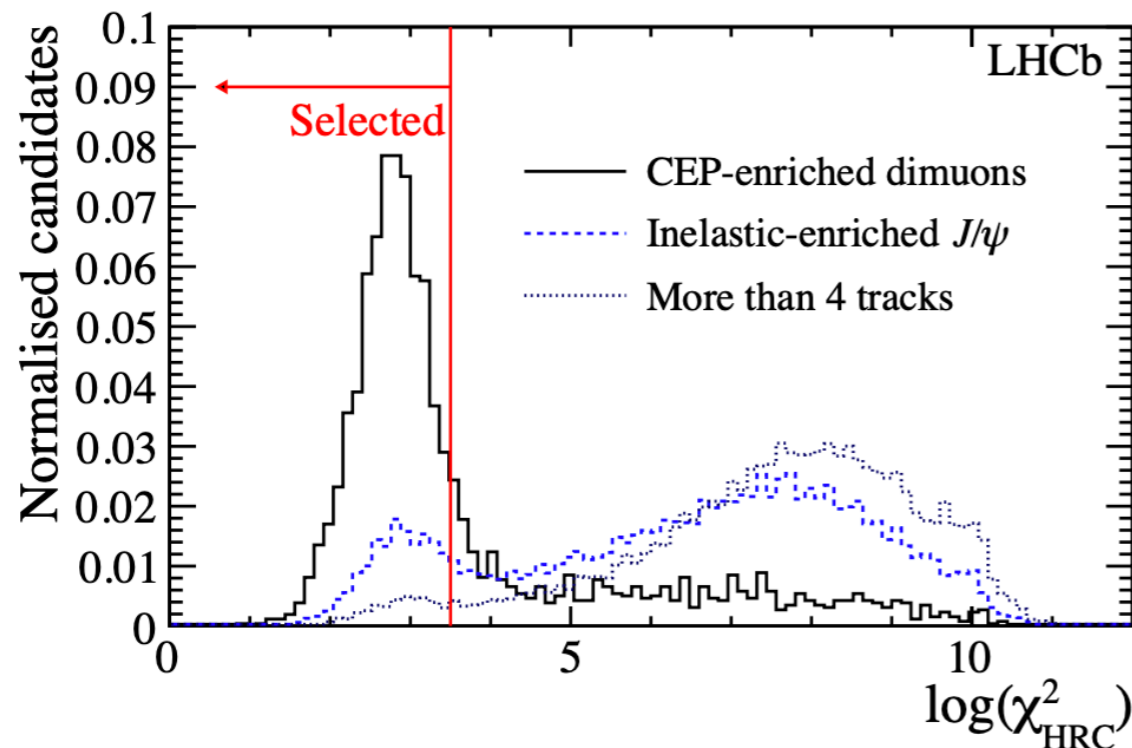 Normalised candidates
0.1
0.09
0.08
0.07
0.06
0.05
0.04
0.03
0.02
0.01
0
LHCb
Selected
CEP-enriched dimuons
Inelastic-enriched J/ψ
More than 4 tracks
0 5 10
log(χ²_HRC)